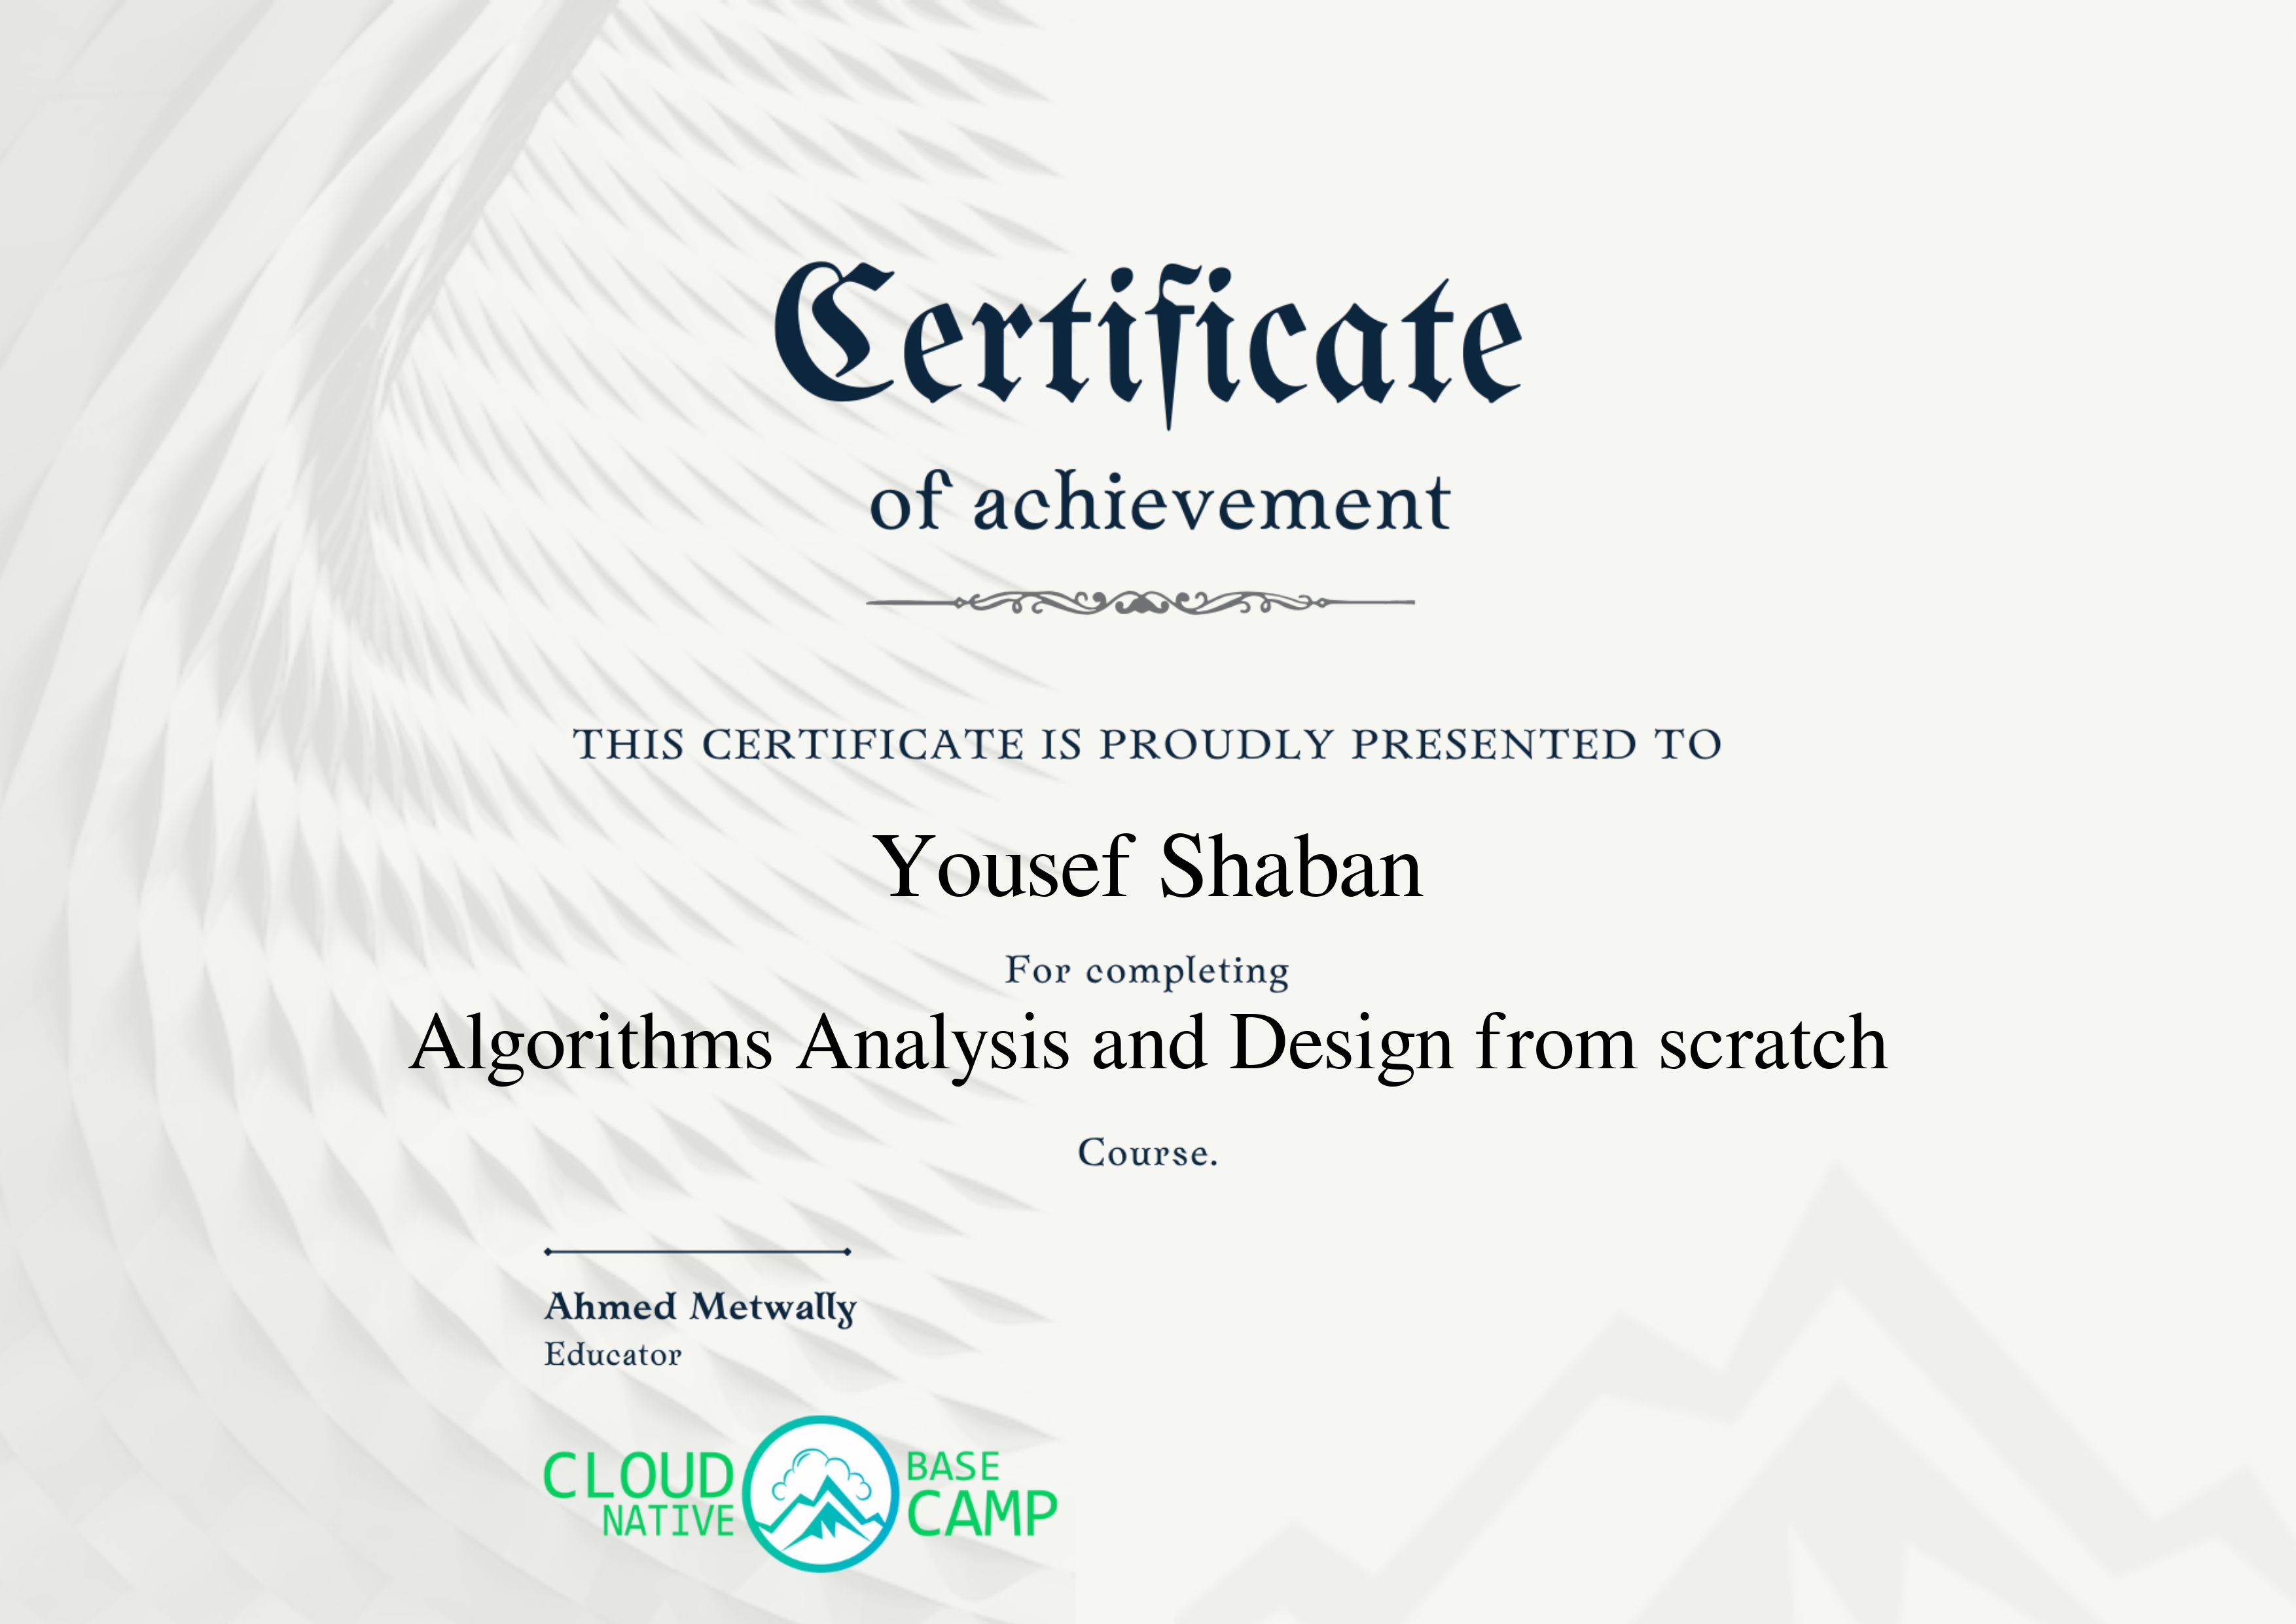 Certificate
of achievement
THIS CERTIFICATE IS PROUDLY PRESENTED TO
Yousef Shaban
For completing
Algorithms Analysis and Design from scratch
Course.
Ahmed Metwally
Educator
CLOUD NATIVE
BASE CAMP